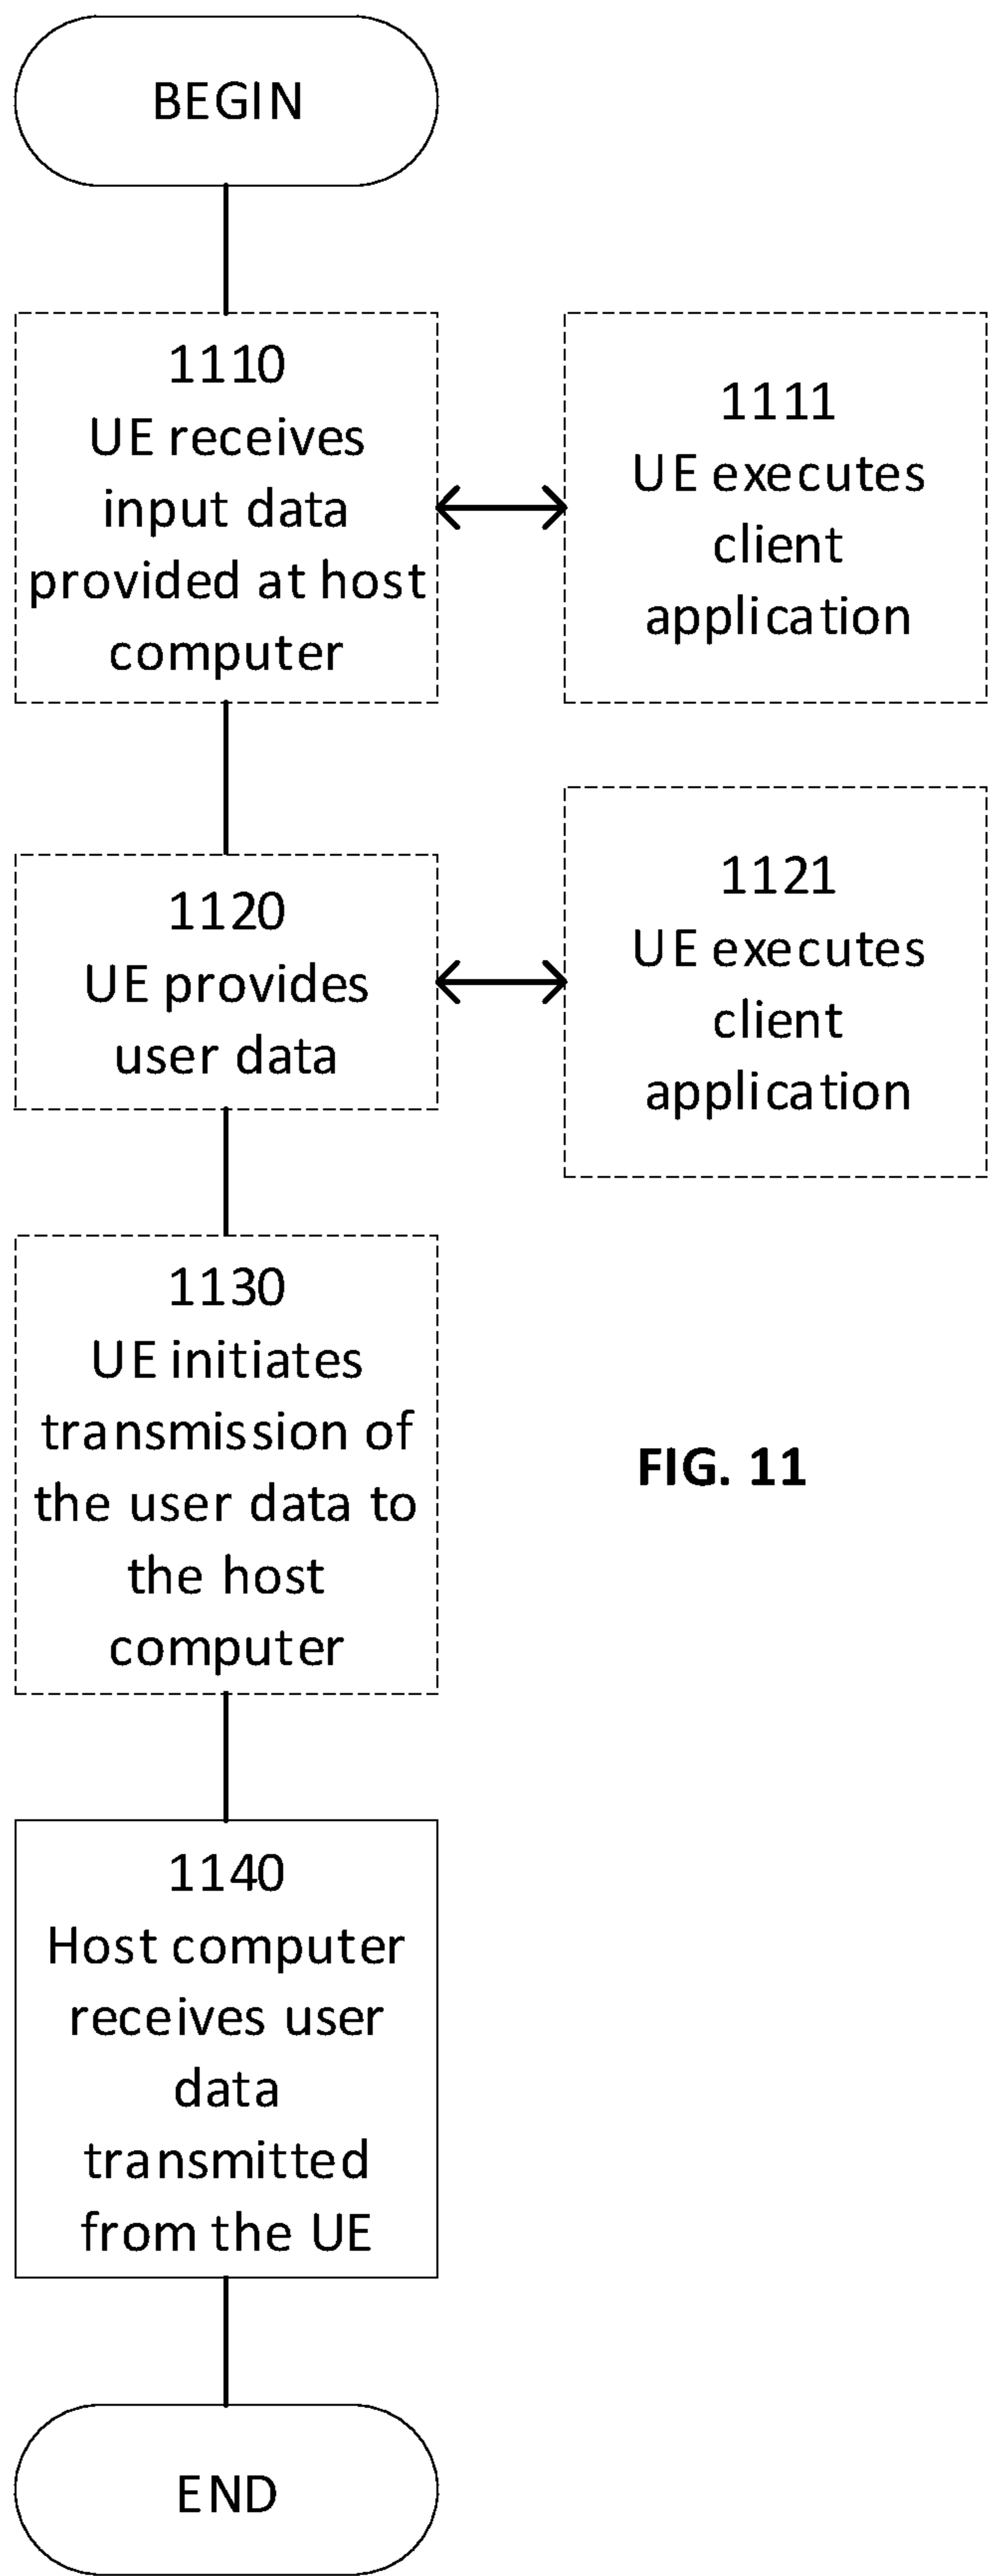 BEGIN
1110
UE receives
input data
provided at host
computer
1111
UE executes
client
application
1120
UE provides
user data
1121
UE executes
client
application
1130
UE initiates
transmission of
the user data to
the host
computer
FIG. 11
1140
Host computer
receives user
data
transmitted
from the UE
END